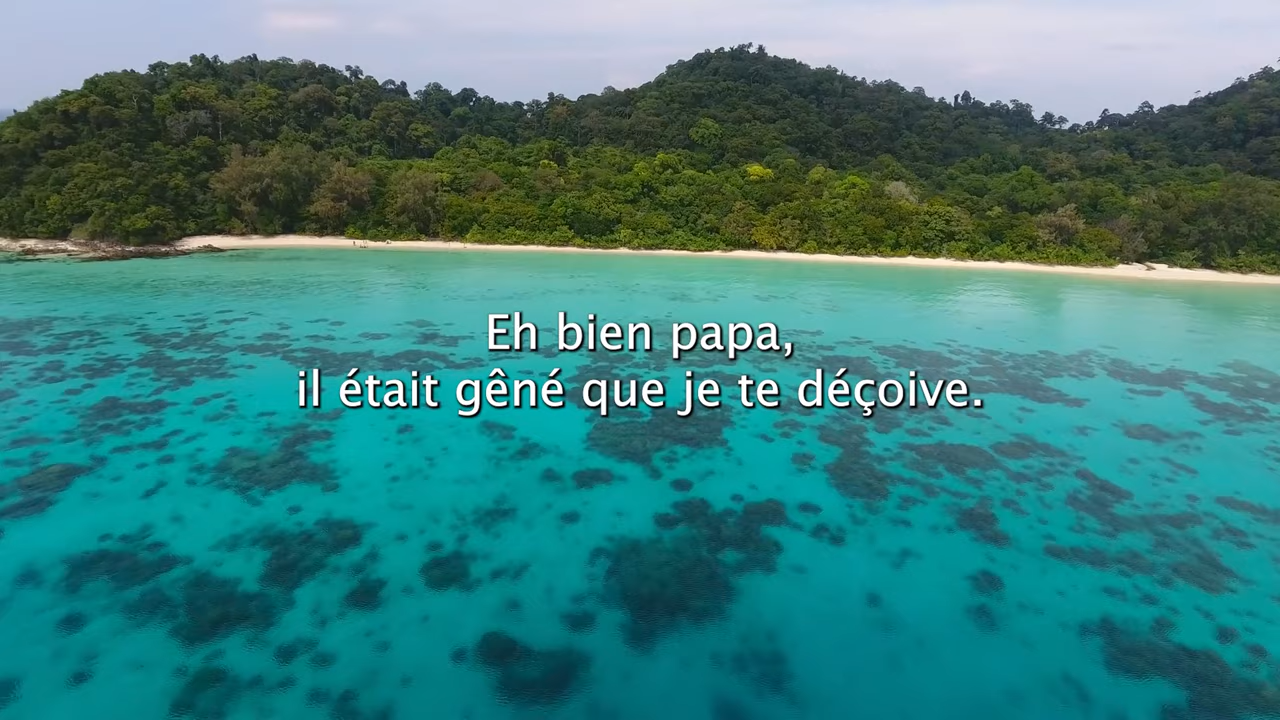 Eh bien papa,
il était gêné que je te déçoive.